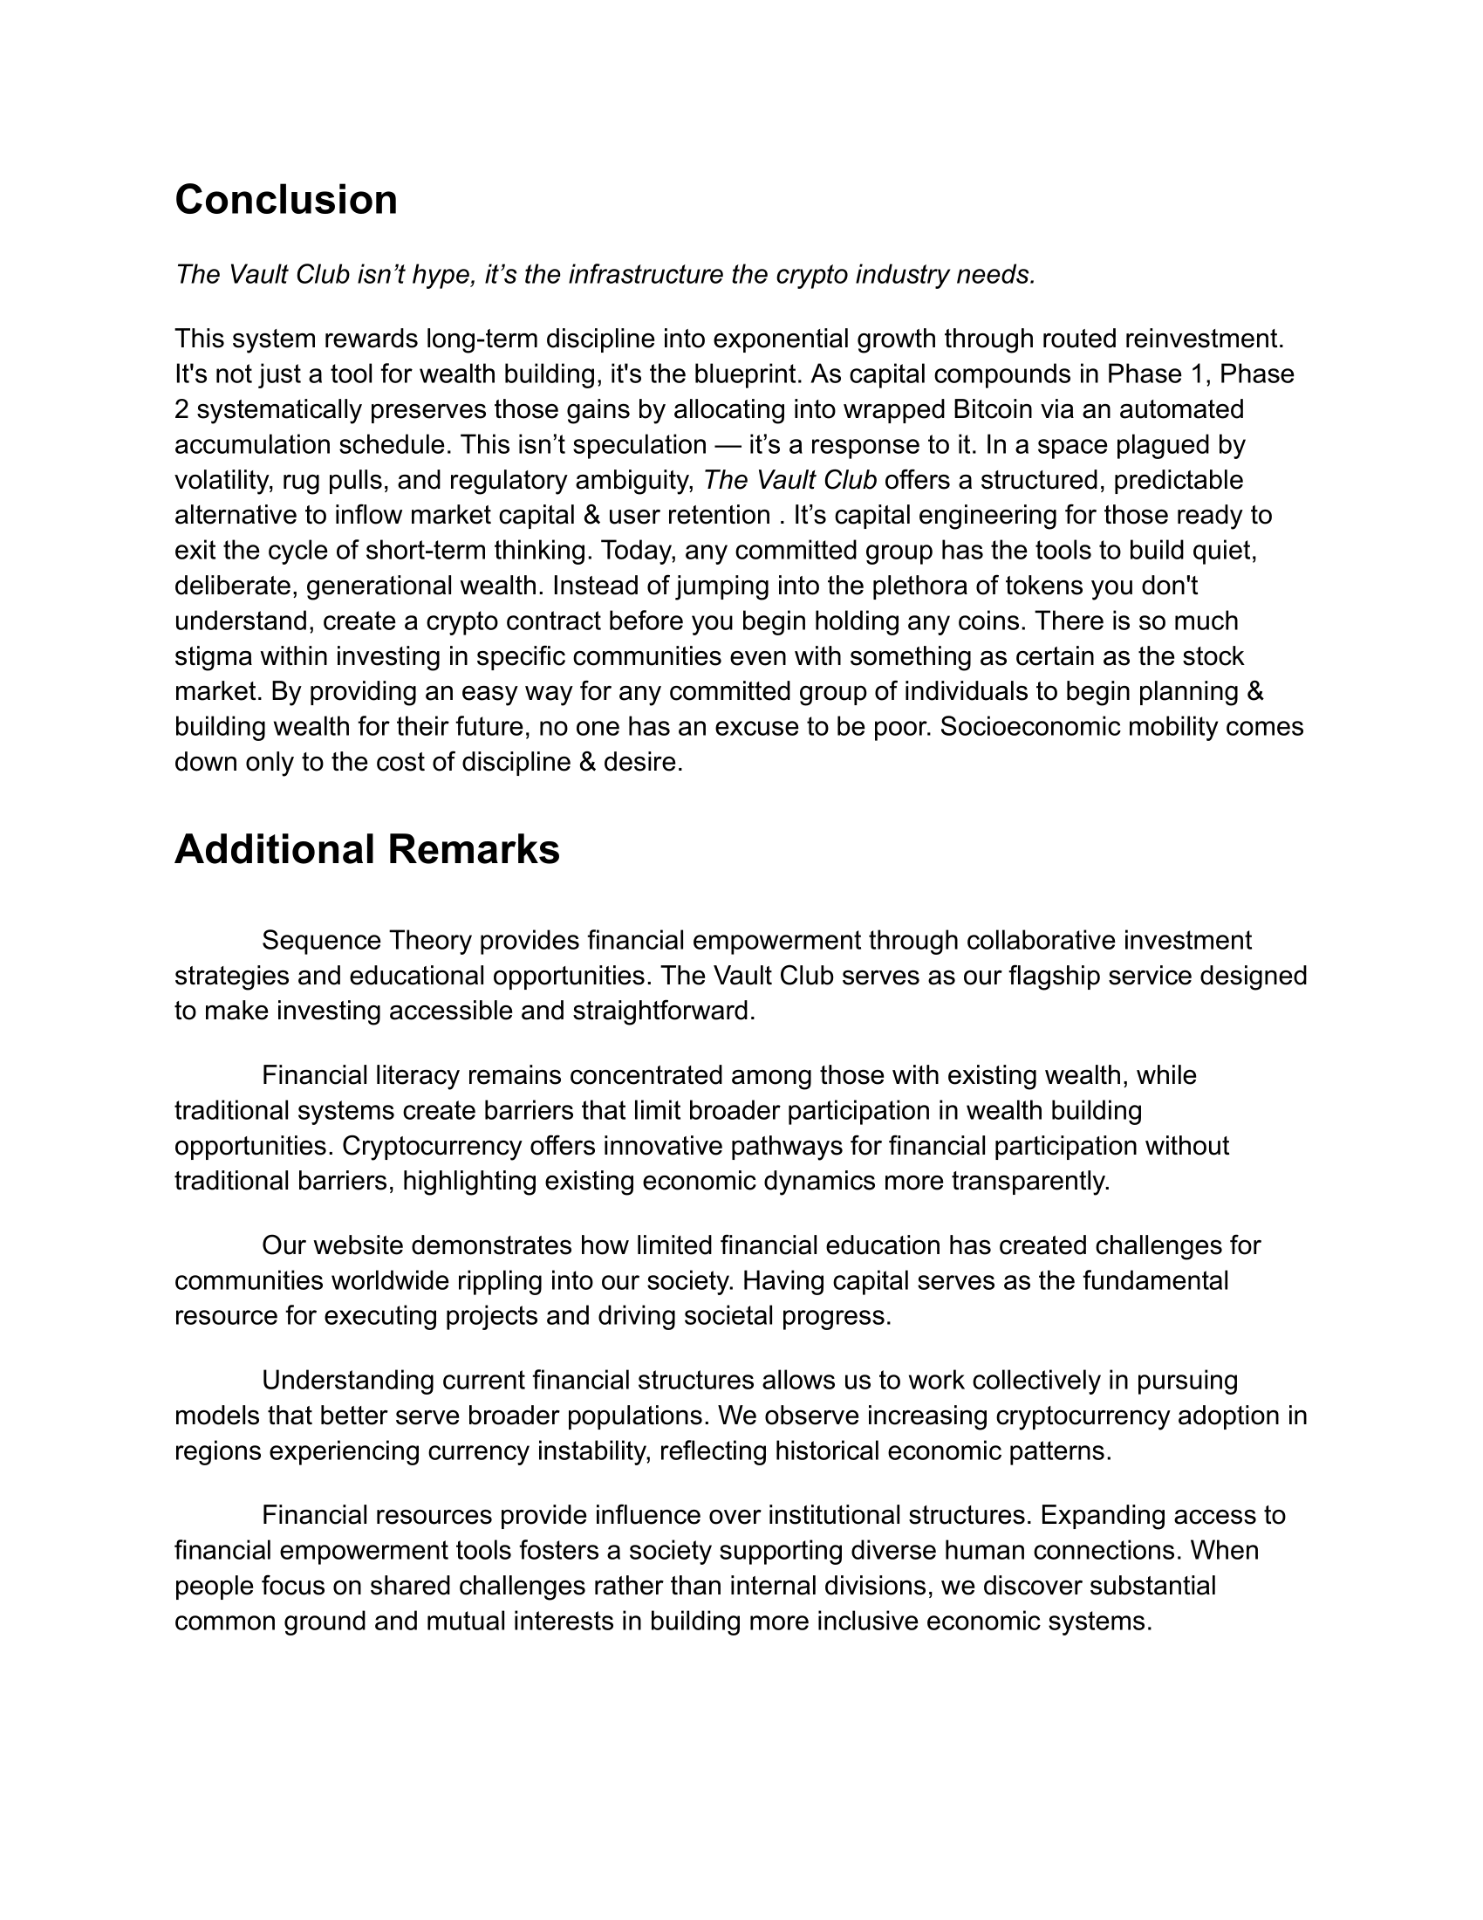 Conclusion
The Vault Club isn’t hype, it’s the infrastructure the crypto industry needs.
This system rewards long-term discipline into exponential growth through routed reinvestment.
It's not just a tool for wealth building, it's the blueprint. As capital compounds in Phase 1, Phase
2 systematically preserves those gains by allocating into wrapped Bitcoin via an automated
accumulation schedule. This isn’t speculation — it’s a response to it. In a space plagued by
volatility, rug pulls, and regulatory ambiguity, The Vault Club offers a structured, predictable
alternative to inflow market capital & user retention . It’s capital engineering for those ready to
exit the cycle of short-term thinking. Today, any committed group has the tools to build quiet,
deliberate, generational wealth. Instead of jumping into the plethora of tokens you don't
understand, create a crypto contract before you begin holding any coins. There is so much
stigma within investing in specific communities even with something as certain as the stock
market. By providing an easy way for any committed group of individuals to begin planning &
building wealth for their future, no one has an excuse to be poor. Socioeconomic mobility comes
down only to the cost of discipline & desire.
Additional Remarks
Sequence Theory provides financial empowerment through collaborative investment
strategies and educational opportunities. The Vault Club serves as our flagship service designed
to make investing accessible and straightforward.
Financial literacy remains concentrated among those with existing wealth, while
traditional systems create barriers that limit broader participation in wealth building
opportunities. Cryptocurrency offers innovative pathways for financial participation without
traditional barriers, highlighting existing economic dynamics more transparently.
Our website demonstrates how limited financial education has created challenges for
communities worldwide rippling into our society. Having capital serves as the fundamental
resource for executing projects and driving societal progress.
Understanding current financial structures allows us to work collectively in pursuing
models that better serve broader populations. We observe increasing cryptocurrency adoption in
regions experiencing currency instability, reflecting historical economic patterns.
Financial resources provide influence over institutional structures. Expanding access to
financial empowerment tools fosters a society supporting diverse human connections. When
people focus on shared challenges rather than internal divisions, we discover substantial
common ground and mutual interests in building more inclusive economic systems.